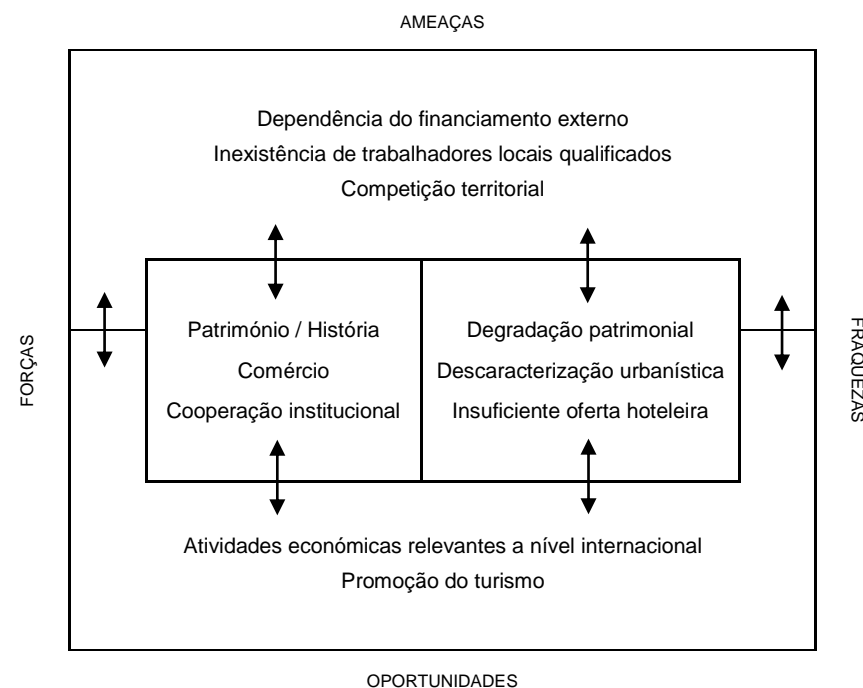 AMEAÇAS
Dependência do financiamento externo
Inexistência de trabalhadores locais qualificados
Competição territorial
FORÇAS
Património / História
Comércio
Cooperação institucional
Degradação patrimonial
Descaracterização urbanística
Insuficiente oferta hoteleira
FRAQUEZAS
Atividades económicas relevantes a nível internacional
Promoção do turismo
OPORTUNIDADES